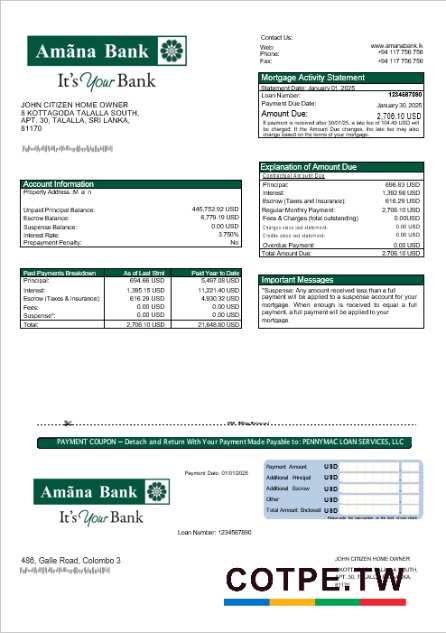 Amãna Bank
It's Your Bank
JOHN CITIZEN HOME OWNER
8 KOTTAGODA TALALLA SOUTH,
APT. 30, TALALLA, SRI LANKA,
81170
Contact Us:
Web: www.amanabank.lk
Phone: +94 117 756 756
Fax: +94 117 756 756
Mortgage Activity Statement
Statement Date: January 01, 2025
Loan Number: 1234567890
Payment Due Date: January 30, 2025
Amount Due: 2,706.10 USD
If payment is received after 30/01/25, a late fee of 104.49 USD will
be charged. If the Amount Due changes, the late fee may also
change based on the terms of your mortgage.
Account Information
Property Address: M a n
Unpaid Principal Balance: 445,752.92 USD
Escrow Balance: 6,779.19 USD
Suspense Balance: 0.00 USD
Interest Rate: 3.750%
Prepayment Penalty: No
Explanation of Amount Due
Contractual Amount Due
Principal: 696.83 USD
Interest: 1,392.98 USD
Escrow (Taxes and Insurance): 616.29 USD
Regular Monthly Payment: 2,706.10 USD
Fees & Charges (total outstanding) 0.00USD
Charges since last statement: 0.00 USD
Credits since last statement: 0.00 USD
Overdue Payment: 0.00 USD
Total Amount Due: 2,706.10 USD
Past Payments Breakdown As of Last Stmt Paid Year to Date
Principal: 694.66 USD 5,497.08 USD
Interest: 1,395.15 USD 11,221.40 USD
Escrow (Taxes & Insurance): 616.29 USD 4,930.32 USD
Fees: 0.00 USD 0.00 USD
Suspense*: 0.00 USD 0.00 USD
Total: 2,706.10 USD 21,648.80 USD
Important Messages
*Suspense: Any amount received less than a full
payment will be applied to a suspense account for your
mortgage. When enough is received to equal a full
payment, a full payment will be applied to your
mortgage.
PAYMENT COUPON – Detach and Return With Your Payment Made Payable to: PENNYMAC LOAN SERVICES, LLC
Payment Date: 01/01/2025
Amãna Bank
It's Your Bank
Loan Number: 1234567890
Payment Amount USD
Additional Principal USD
Additional Escrow USD
Other USD
Total Amount Enclosed USD
486, Galle Road, Colombo 3
JOHN CITIZEN HOME OWNER
COTPE.TW